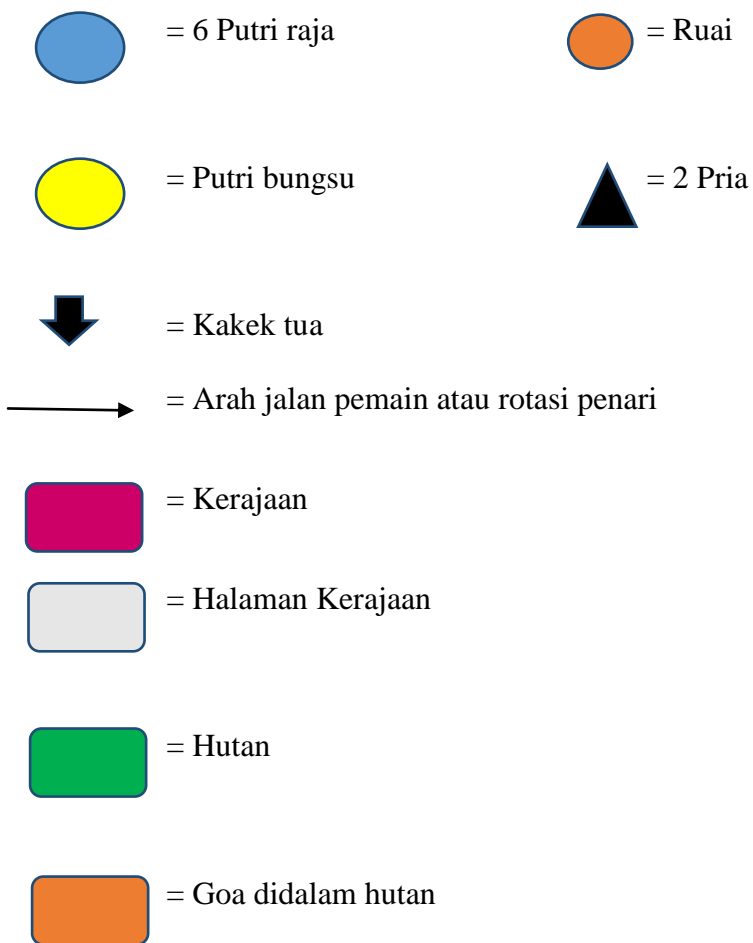 = 6 Putri raja
= Ruai
= Putri bungsu
= 2 Pria
= Kakek tua
= Arah jalan pemain atau rotasi penari
= Kerajaan
= Halaman Kerajaan
= Hutan
= Goa didalam hutan